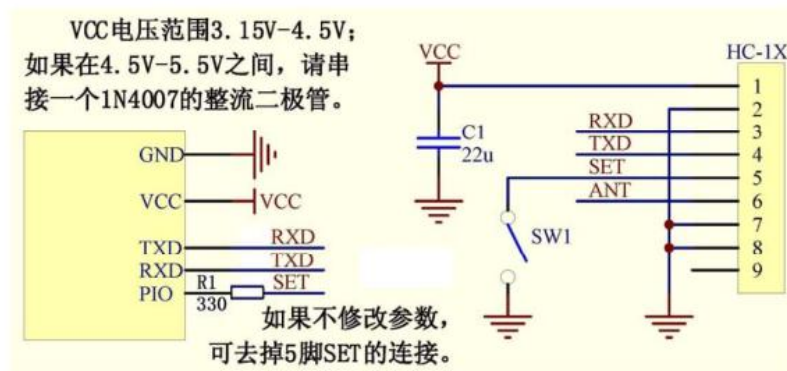 VCC电压范围3.15V-4.5V;
如果在4.5V-5.5V之间，请串
接一个1N4007的整流二极管。
GND
VCC
VCC
TXD
RXD
RXD
TXD
PIO
R1
330
SET
如果不修改参数，
可去掉5脚SET的连接。
VCC
C1
22u
SW1
HC-1X
1
2
RXD
3
TXD
4
SET
5
ANT
6
7
8
9